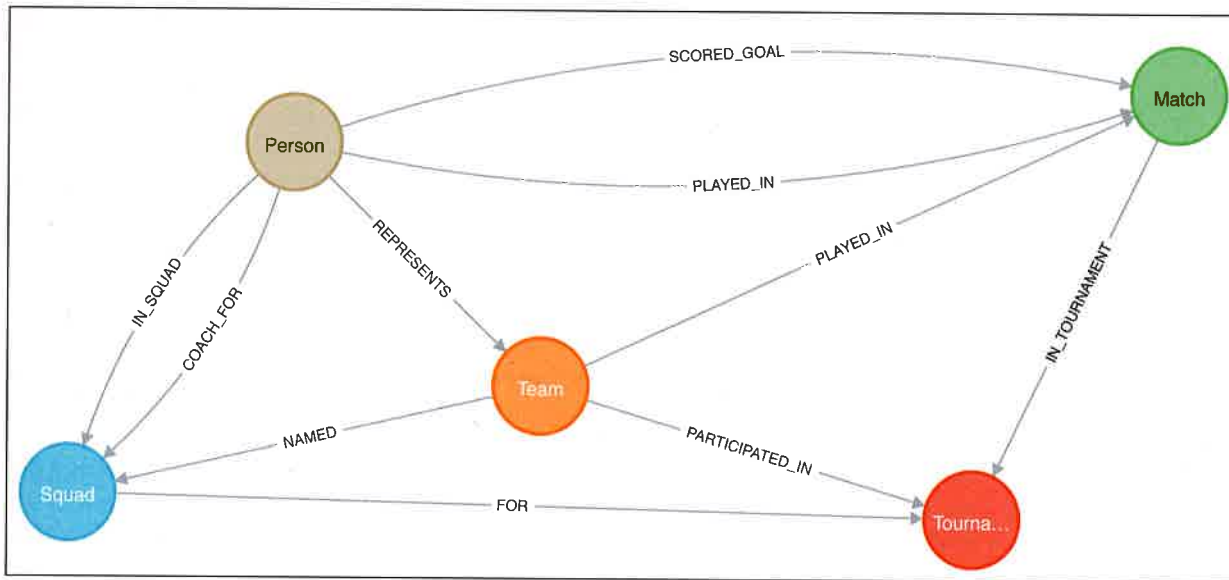 SCORED_GOAL
Match
Person
PLAYED_IN
REPRESENTS
PLAYED_IN
IN_SQUAD
COACH_FOR
IN_TOURNAMENT
Team
NAMED
PARTICIPATED_IN
Squad
FOR
Tourna...